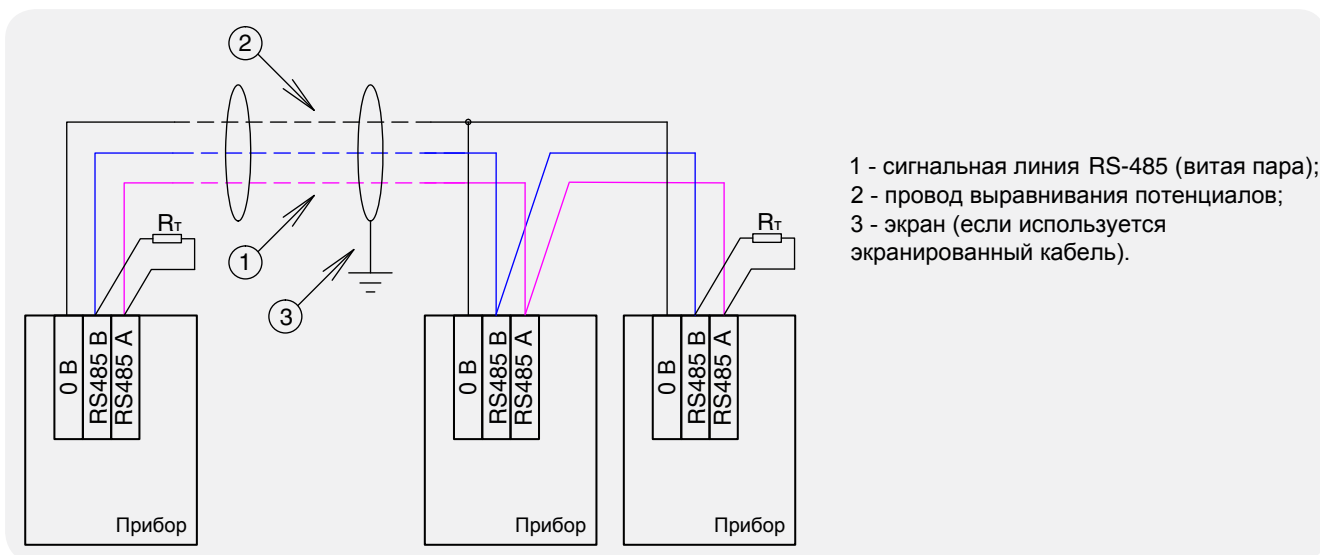 2
1 - сигнальная линия RS-485 (витая пара);
2 - провод выравнивания потенциалов;
3 - экран (если используется
экранированный кабель).
Rт
Rт
1
3
0 В
RS485 B
RS485 A
0 В
RS485 B
RS485 A
0 В
RS485 B
RS485 A
Прибор
Прибор
Прибор